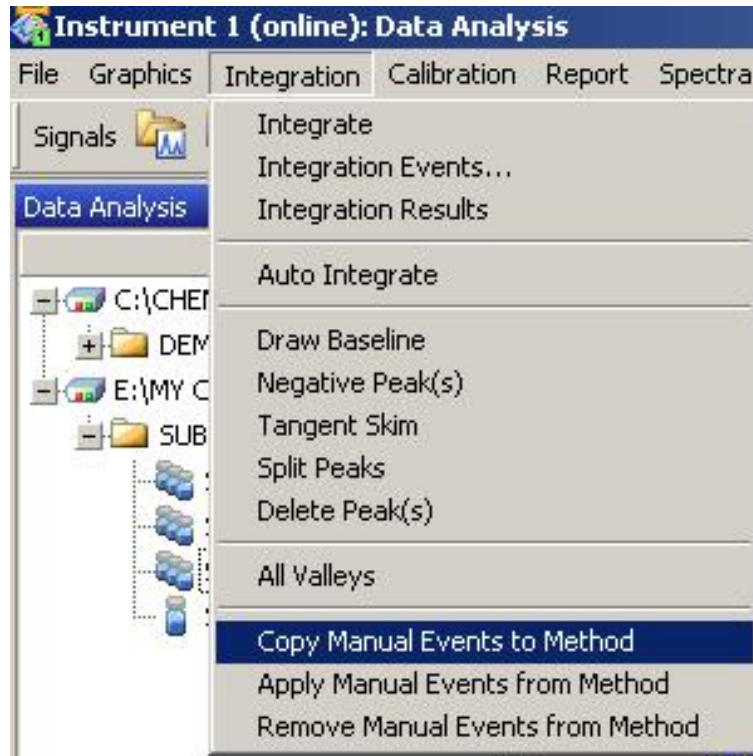 Instrument 1 (online): Data Analysis
File Graphics Integration Calibration Report Spectra
Signals
Integrate
Integration Events...
Data Analysis
Integration Results
Auto Integrate
C:\CHEM
DEM
Draw Baseline
E:\MY C
Negative Peak(s)
SUB
Tangent Skim
Split Peaks
Delete Peak(s)
All Valleys
Copy Manual Events to Method
Apply Manual Events from Method
Remove Manual Events from Method